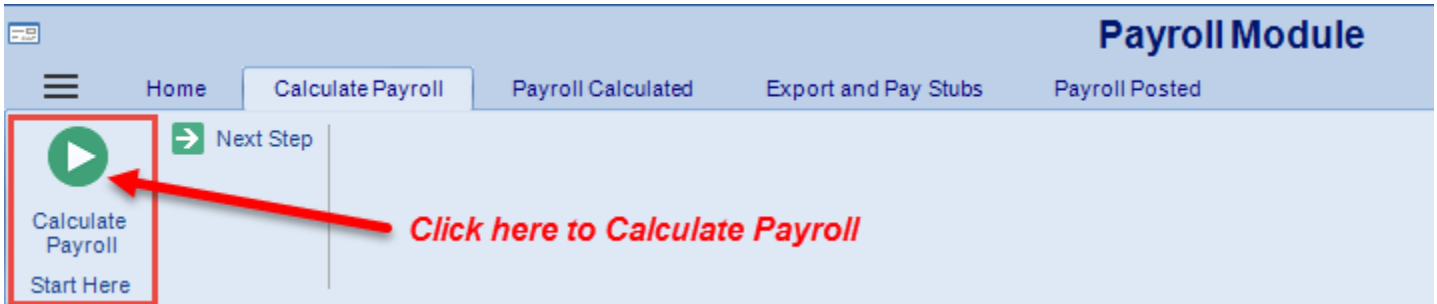 Payroll Module
Home Calculate Payroll Payroll Calculated Export and Pay Stubs Payroll Posted
Next Step
Calculate
Payroll
Start Here
Click here to Calculate Payroll